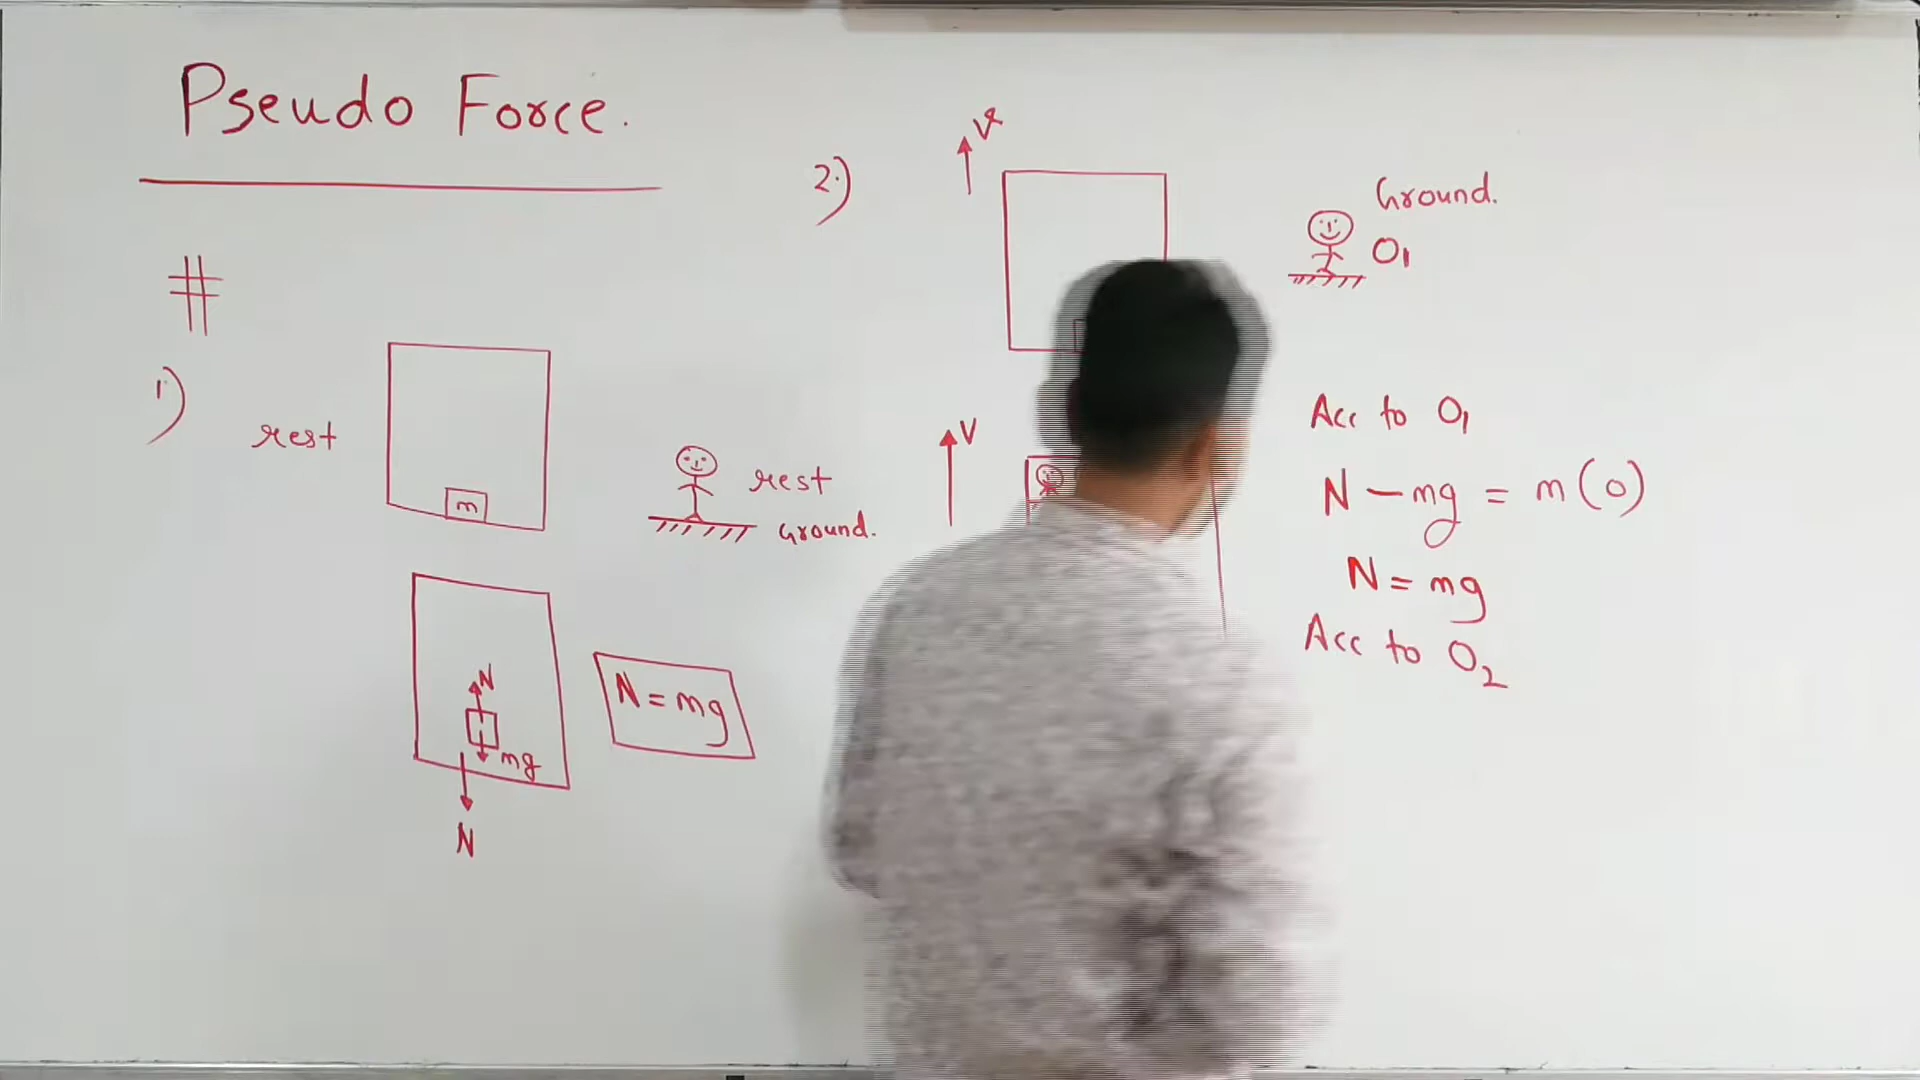 Pseudo Force.
#
1)
rest
m
rest
Ground.
N
mg
N
N = mg
2.)
V
Ground.
O1
V
Acc to O1
N - mg = m(0)
N = mg
Acc to O2